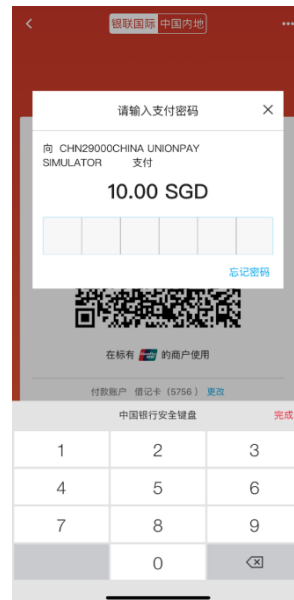 银联国际 中国内地
请输入支付密码
向 CHN29000CHINA UNIONPAY
SIMULATOR 支付
10.00 SGD
忘记密码
在标有 UnionPay 的商户使用
付款账户 借记卡（5756） 更改
中国银行安全键盘 完成
1 2 3
4 5 6
7 8 9
0